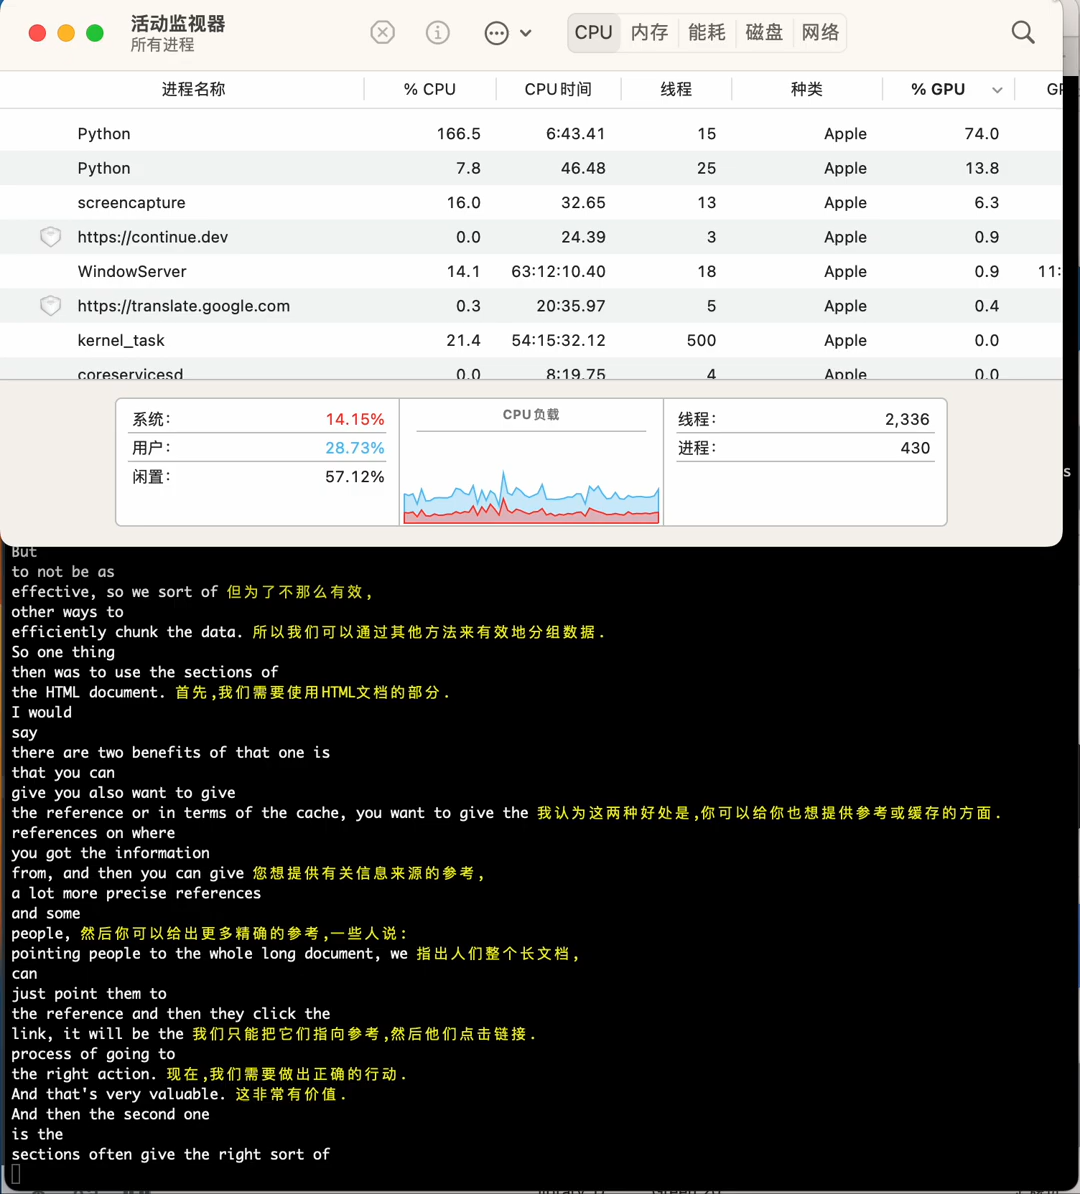 活动监视器
所有进程
CPU 内存 能耗 磁盘 网络
进程名称 % CPU CPU 时间 线程 种类 % GPU
Python 166.5 6:43.41 15 Apple 74.0
Python 7.8 46.48 25 Apple 13.8
screencapture 16.0 32.65 13 Apple 6.3
https://continue.dev 0.0 24.39 3 Apple 0.9
WindowServer 14.1 63:12:10.40 18 Apple 0.9 11:
https://translate.google.com 0.3 20:35.97 5 Apple 0.4
kernel_task 21.4 54:15:32.12 500 Apple 0.0
coreservicesd 0.0 8:19.75 4 Apple 0.0
系统: 14.15%
用户: 28.73%
闲置: 57.12%
CPU负载
线程: 2,336
进程: 430
But
to not be as
effective, so we sort of 但为了不那么有效,
other ways to
efficiently chunk the data. 所以我们可以通过其他方法来有效地分组数据.
So one thing
then was to use the sections of
the HTML document. 首先,我们需要使用HTML文档的部分.
I would
say
there are two benefits of that one is
that you can
give you also want to give
the reference or in terms of the cache, you want to give the 我认为这两种好处是,你可以给你也想提供参考或缓存的方面.
references on where
you got the information
from, and then you can give 您想提供有关信息来源的参考,
a lot more precise references
and some
people, 然后你可以给出更多精确的参考,一些人说:
pointing people to the whole long document, we 指出人们整个长文档,
can
just point them to
the reference and then they click the
link, it will be the 我们只能把它们指向参考,然后他们点击链接.
process of going to
the right action. 现在,我们需要做出正确的行动.
And that's very valuable. 这非常有价值.
And then the second one
is the
sections often give the right sort of